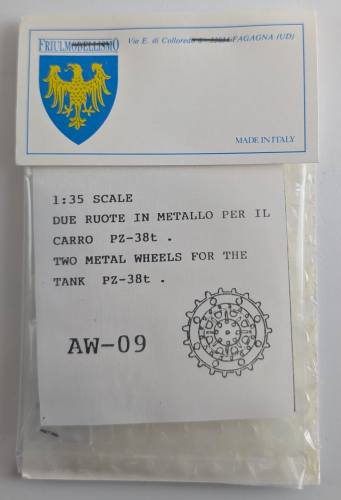 FRIULMODELLISMO
Via E. di Colloredo FAGAGNA (UD)
MADE IN ITALY
1:35 SCALE
DUE RUOTE IN METALLO PER IL
CARRO PZ-38t .
TWO METAL WHEELS FOR THE
TANK PZ-38t .
AW-09